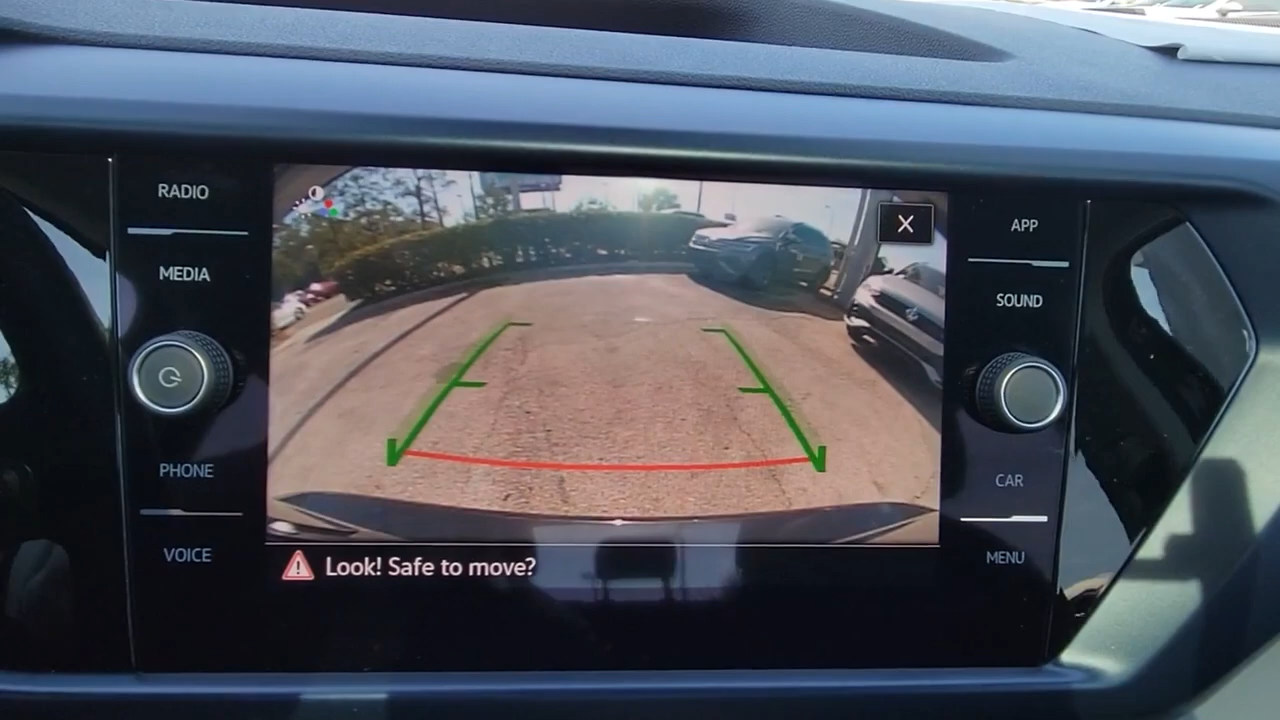 RADIO
MEDIA
PHONE
VOICE
X
Look! Safe to move?
APP
SOUND
CAR
MENU